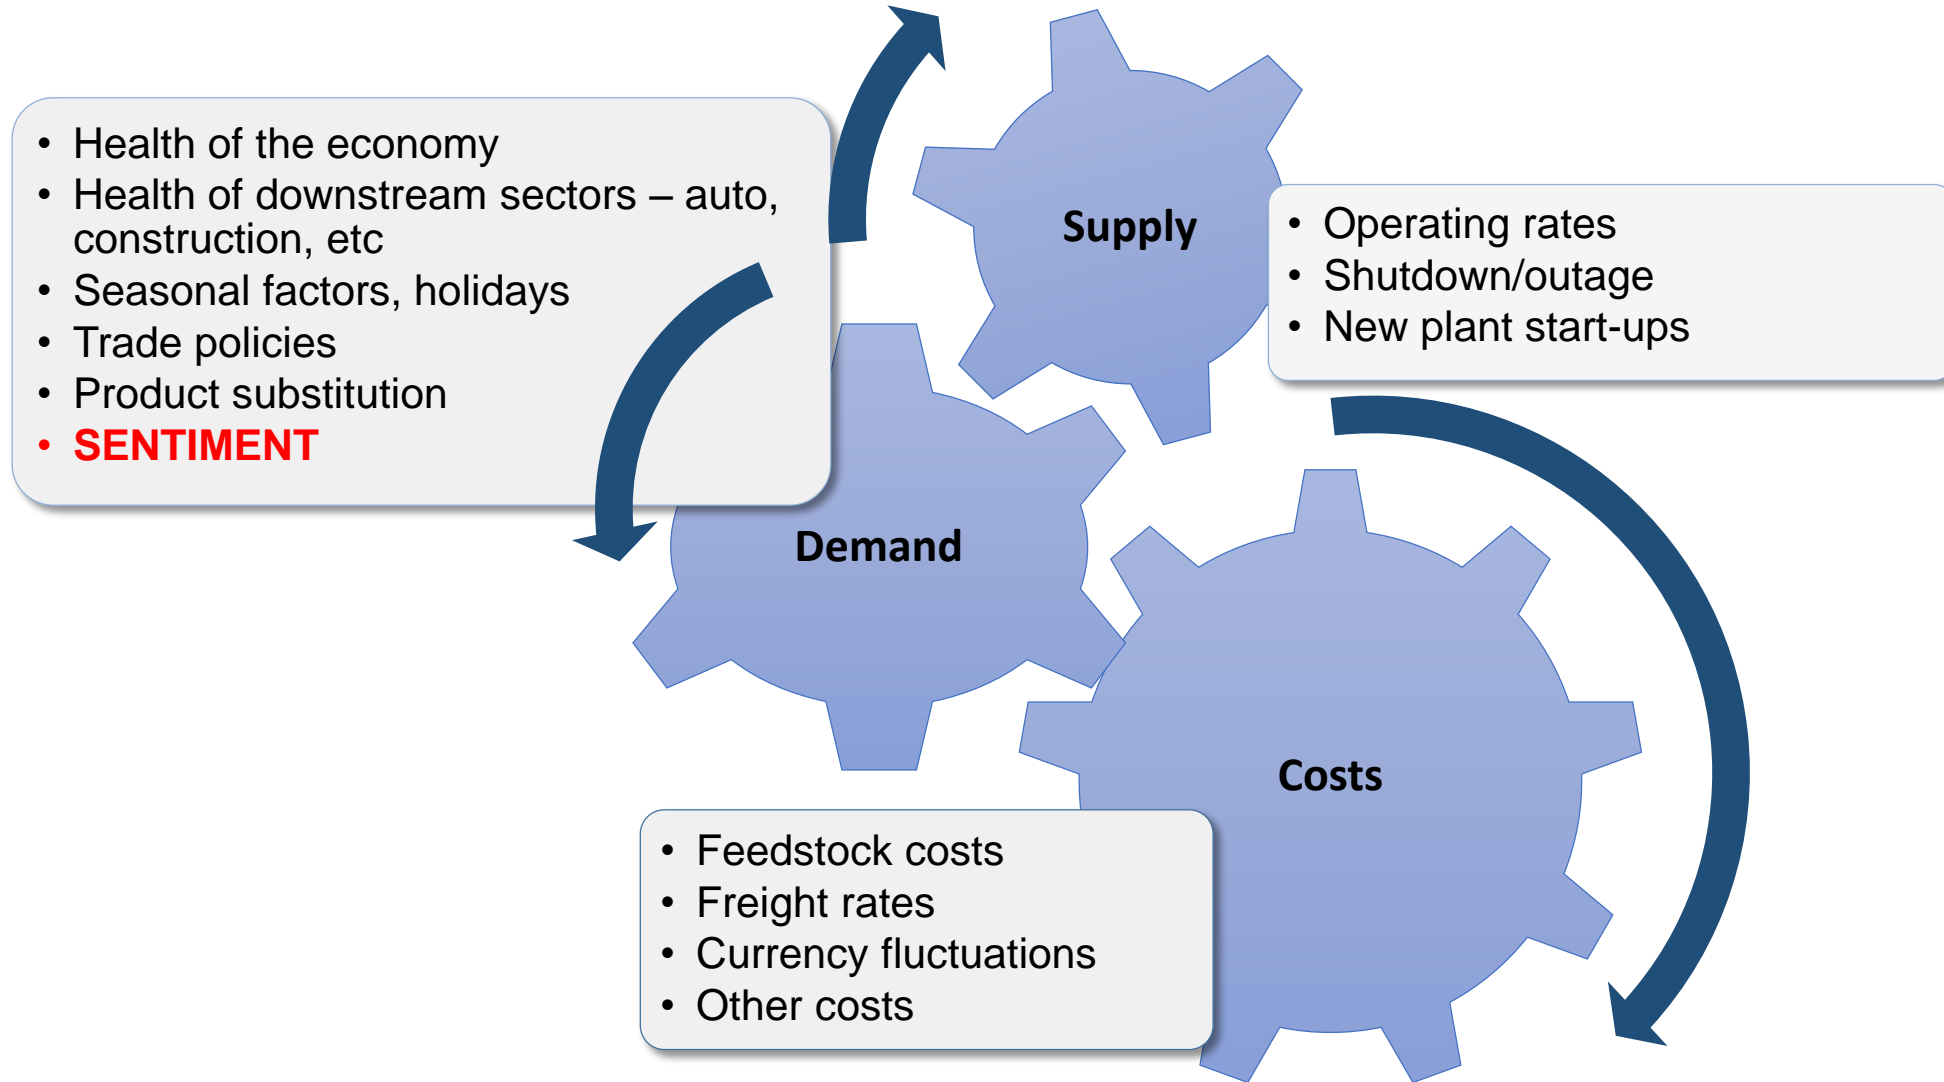 • Health of the economy
• Health of downstream sectors – auto,
construction, etc
• Seasonal factors, holidays
• Trade policies
• Product substitution
• SENTIMENT
Supply
• Operating rates
• Shutdown/outage
• New plant start-ups
Demand
Costs
• Feedstock costs
• Freight rates
• Currency fluctuations
• Other costs